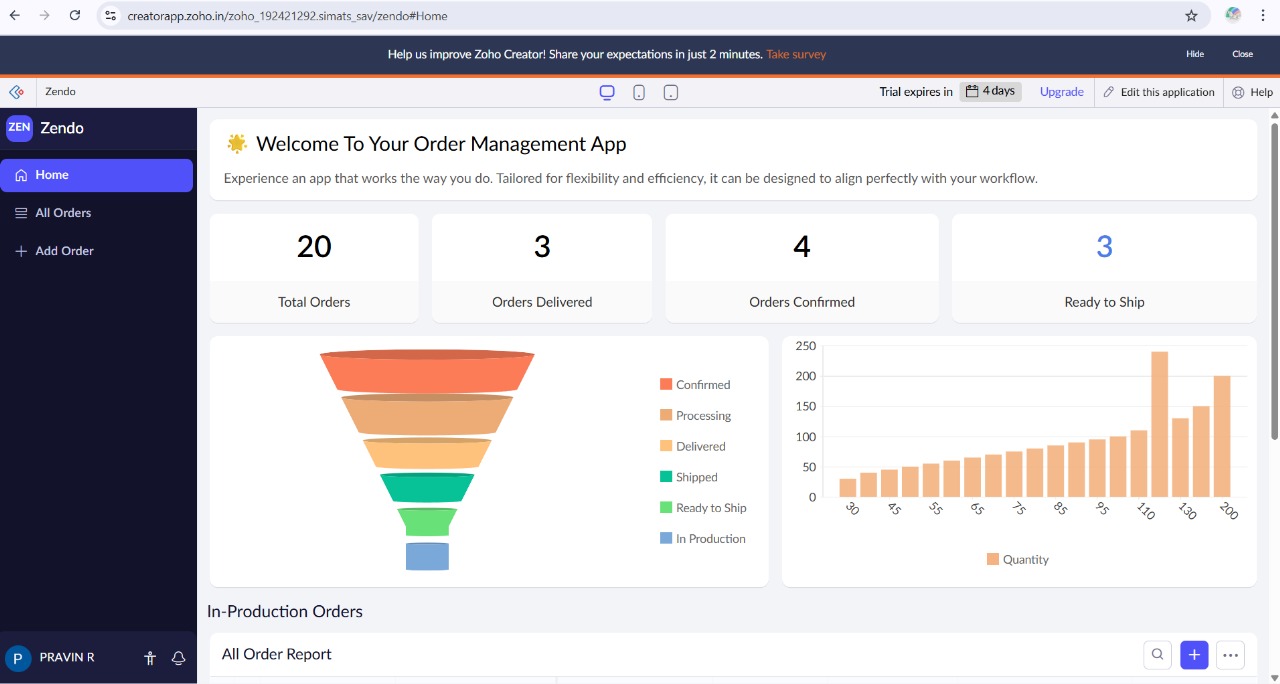 creatorapp.zoho.in/zoho_192421292.simats_sav/zendo#Home
Help us improve Zoho Creator! Share your expectations in just 2 minutes. Take survey
Hide
Close
Zendo
Trial expires in 4 days
Upgrade
Edit this application
Help
ZEN Zendo
Home
All Orders
Add Order
Welcome To Your Order Management App
Experience an app that works the way you do. Tailored for flexibility and efficiency, it can be designed to align perfectly with your workflow.
20
Total Orders
3
Orders Delivered
4
Orders Confirmed
3
Ready to Ship
Confirmed
Processing
Delivered
Shipped
Ready to Ship
In Production
250
200
150
100
50
0
30 45 55 65 75 85 95 110 130 200
Quantity
In-Production Orders
All Order Report
P PRAVIN R